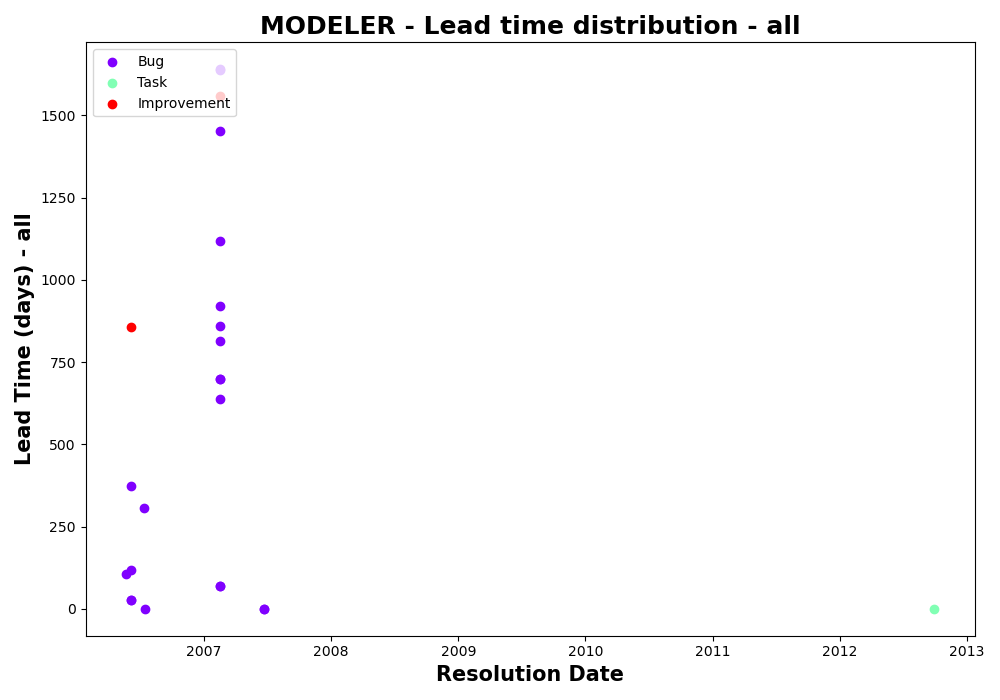 MODELER - Lead time distribution - all
Bug
Task
Improvement
1500
1250
1000
750
500
250
0
Lead Time (days) - all
2007 2008 2009 2010 2011 2012 2013
Resolution Date